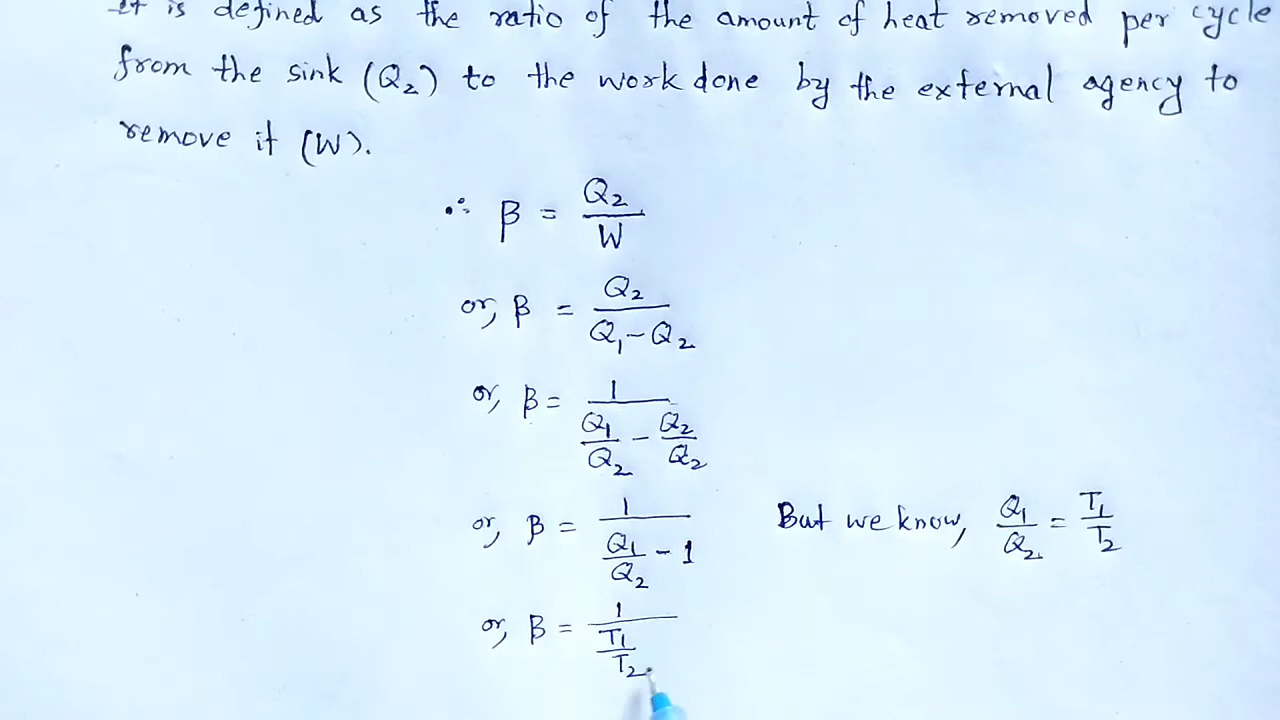 It is defined as the ratio of the amount of heat removed per cycle
from the sink (Q₂) to the work done by the external agency to
remove it (W).
∴ β = Q₂/W
or, β = Q₂/(Q₁-Q₂)
or, β = 1/(Q₁/Q₂ - Q₂/Q₂)
or, β = 1/(Q₁/Q₂ - 1) But we know, Q₁/Q₂ = T₁/T₂
or, β = 1/(T₁/T₂)